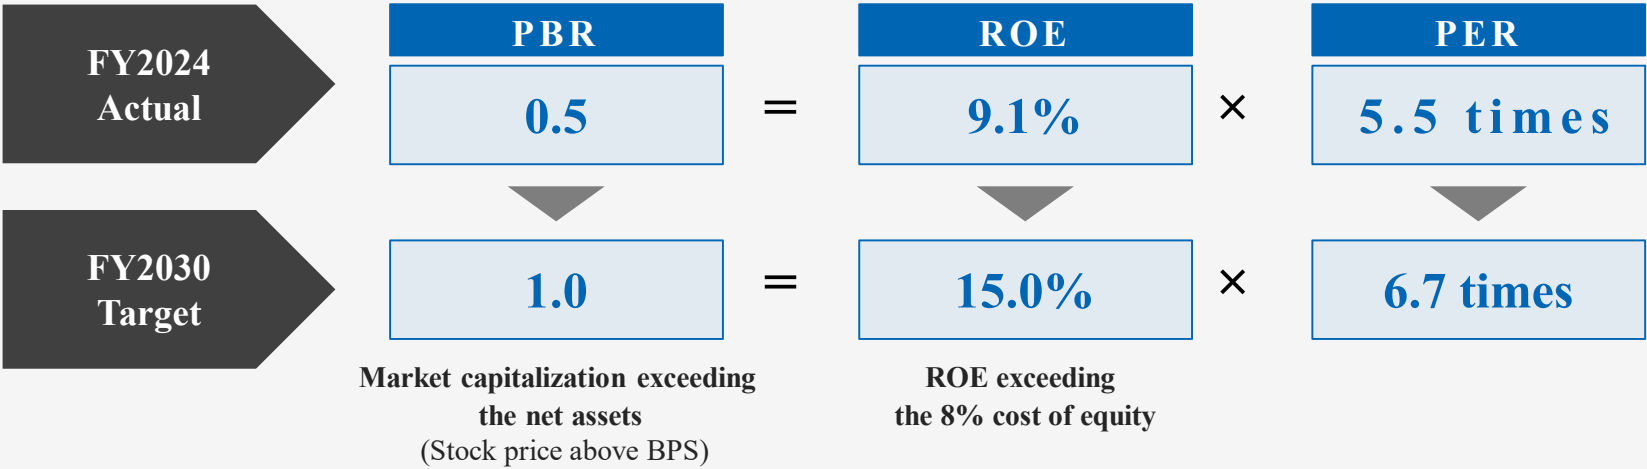 PBR
ROE
PER
FY2024
Actual
0.5
=
9.1%
×
5.5 times
FY2030
Target
1.0
=
15.0%
×
6.7 times
Market capitalization exceeding
the net assets
(Stock price above BPS)
ROE exceeding
the 8% cost of equity